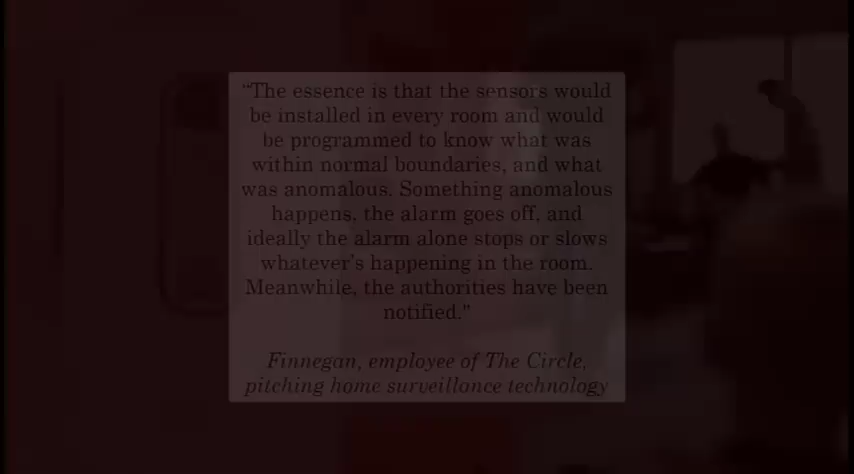 “The essence is that the sensors would
be installed in every room and would
be programmed to know what was
within normal boundaries, and what
was anomalous. Something anomalous
happens, the alarm goes off, and
ideally the alarm alone stops or slows
whatever's happening in the room.
Meanwhile, the authorities have been
notified."
Finnegan, employee of The Circle,
pitching home surveillance technology